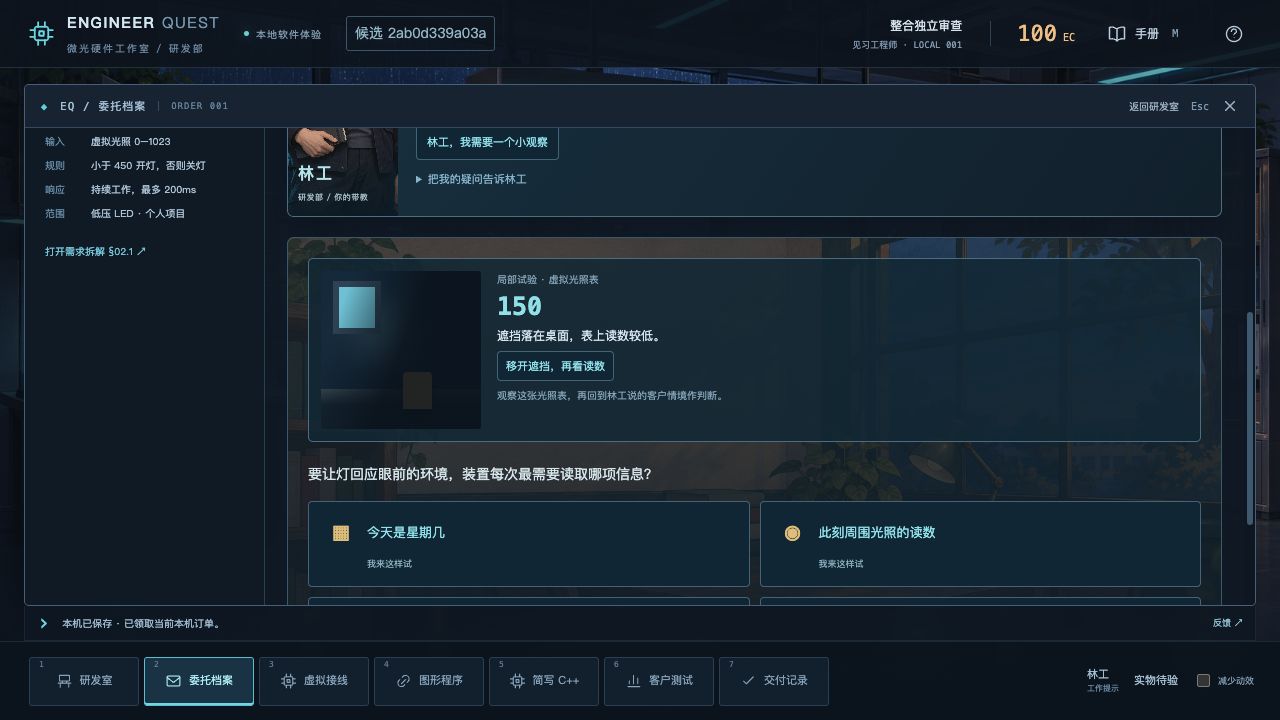 ENGINEER QUEST
微光硬件工作室 / 研发部
本地软件体验
候选 2ab0d339a03a
整合独立审查
见习工程师 · LOCAL 001
100 EC
手册 M
EQ / 委托档案
ORDER 001
返回研发室 Esc
输入 虚拟光照 0—1023
规则 小于 450 开灯，否则关灯
响应 持续工作，最多 200ms
范围 低压 LED · 个人项目
打开需求拆解 §02.1 ↗
林工
研发部 / 你的带教
林工，我需要一个小观察
把我的疑问告诉林工
局部试验 · 虚拟光照表
150
遮挡落在桌面，表上读数较低。
移开遮挡，再看读数
观察这张光照表，再回到林工说的客户情境作判断。
要让灯回应眼前的环境，装置每次最需要读取哪项信息？
今天是星期几
我来这样试
此刻周围光照的读数
我来这样试
本机已保存 · 已领取当前本机订单。
反馈 ↗
1 研发室
2 委托档案
3 虚拟接线
4 图形程序
5 简写 C++
6 客户测试
7 交付记录
林工
工作提示
实物待验
减少动效